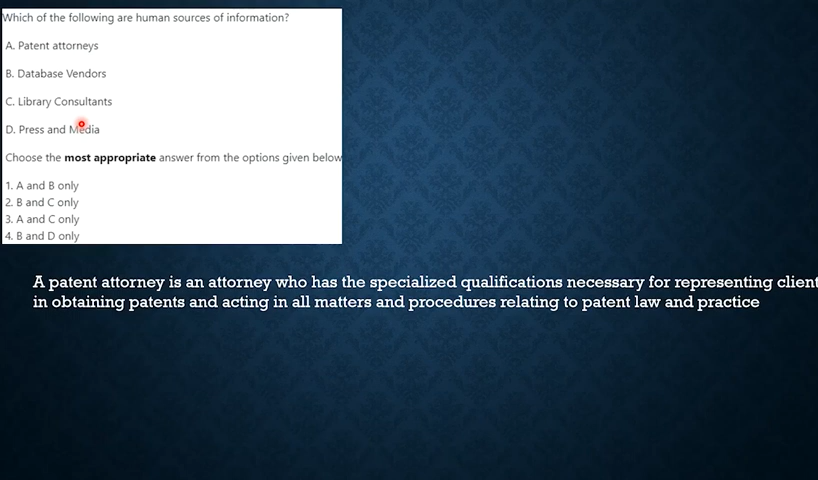 Which of the following are human sources of information?
A. Patent attorneys
B. Database Vendors
C. Library Consultants
D. Press and Media
Choose the most appropriate answer from the options given below
1. A and B only
2. B and C only
3. A and C only
4. B and D only
A patent attorney is an attorney who has the specialized qualifications necessary for representing client
in obtaining patents and acting in all matters and procedures relating to patent law and practice